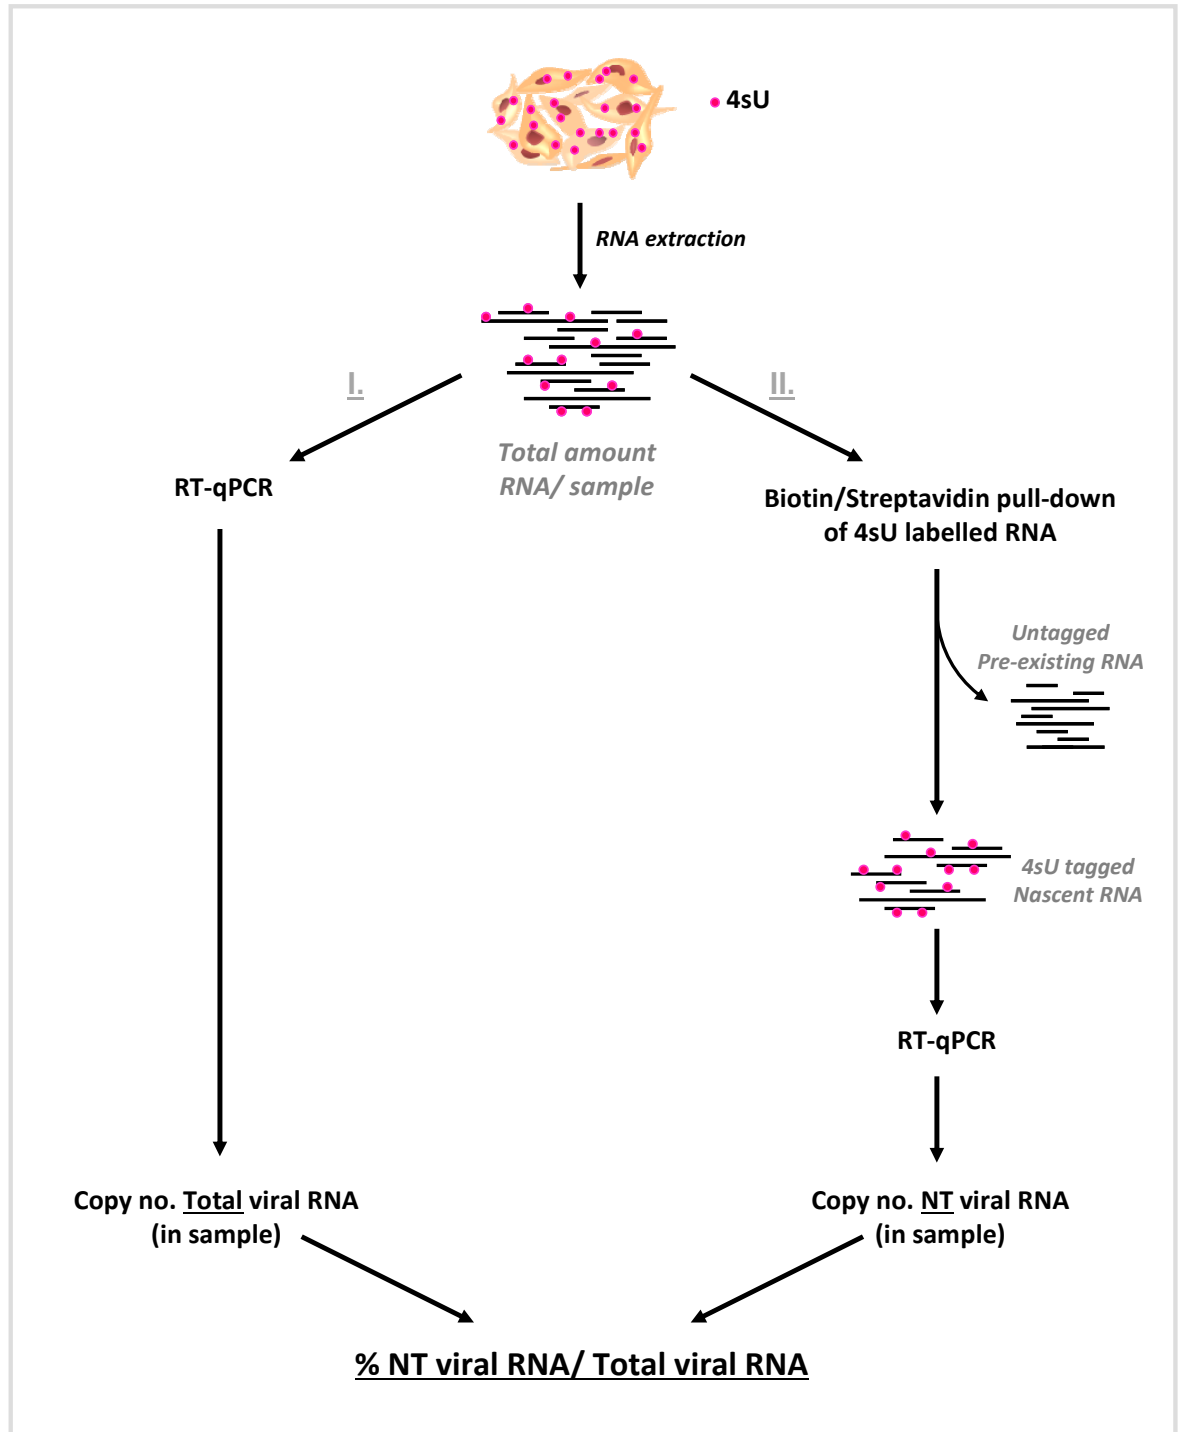 4sU
RNA extraction
I.
II.
Total amount
RNA/ sample
RT-qPCR
Biotin/Streptavidin pull-down
of 4sU labelled RNA
Untagged
Pre-existing RNA
4sU tagged
Nascent RNA
RT-qPCR
Copy no. Total viral RNA
(in sample)
Copy no. NT viral RNA
(in sample)
% NT viral RNA/ Total viral RNA